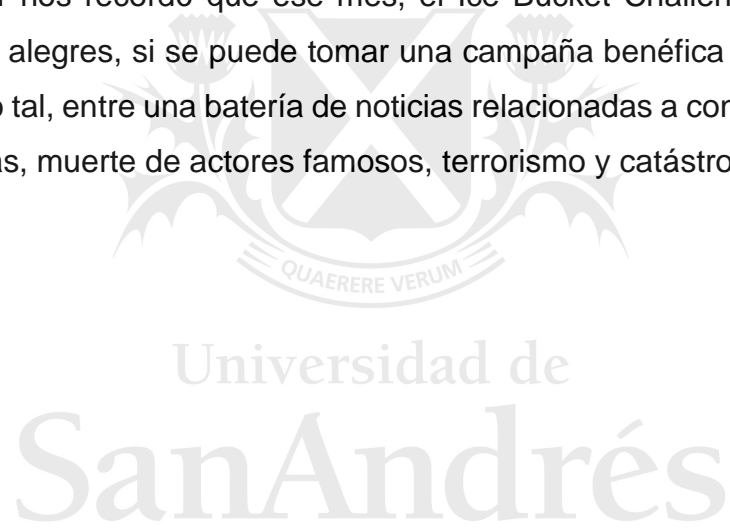 nos recordó que ese mes, el Ice Bucket Challen
alegres, si se puede tomar una campaña benéfica
tal, entre una batería de noticias relacionadas a con
as, muerte de actores famosos, terrorismo y catástro
QUAERERE VERUM
Universidad de
SanAndrés